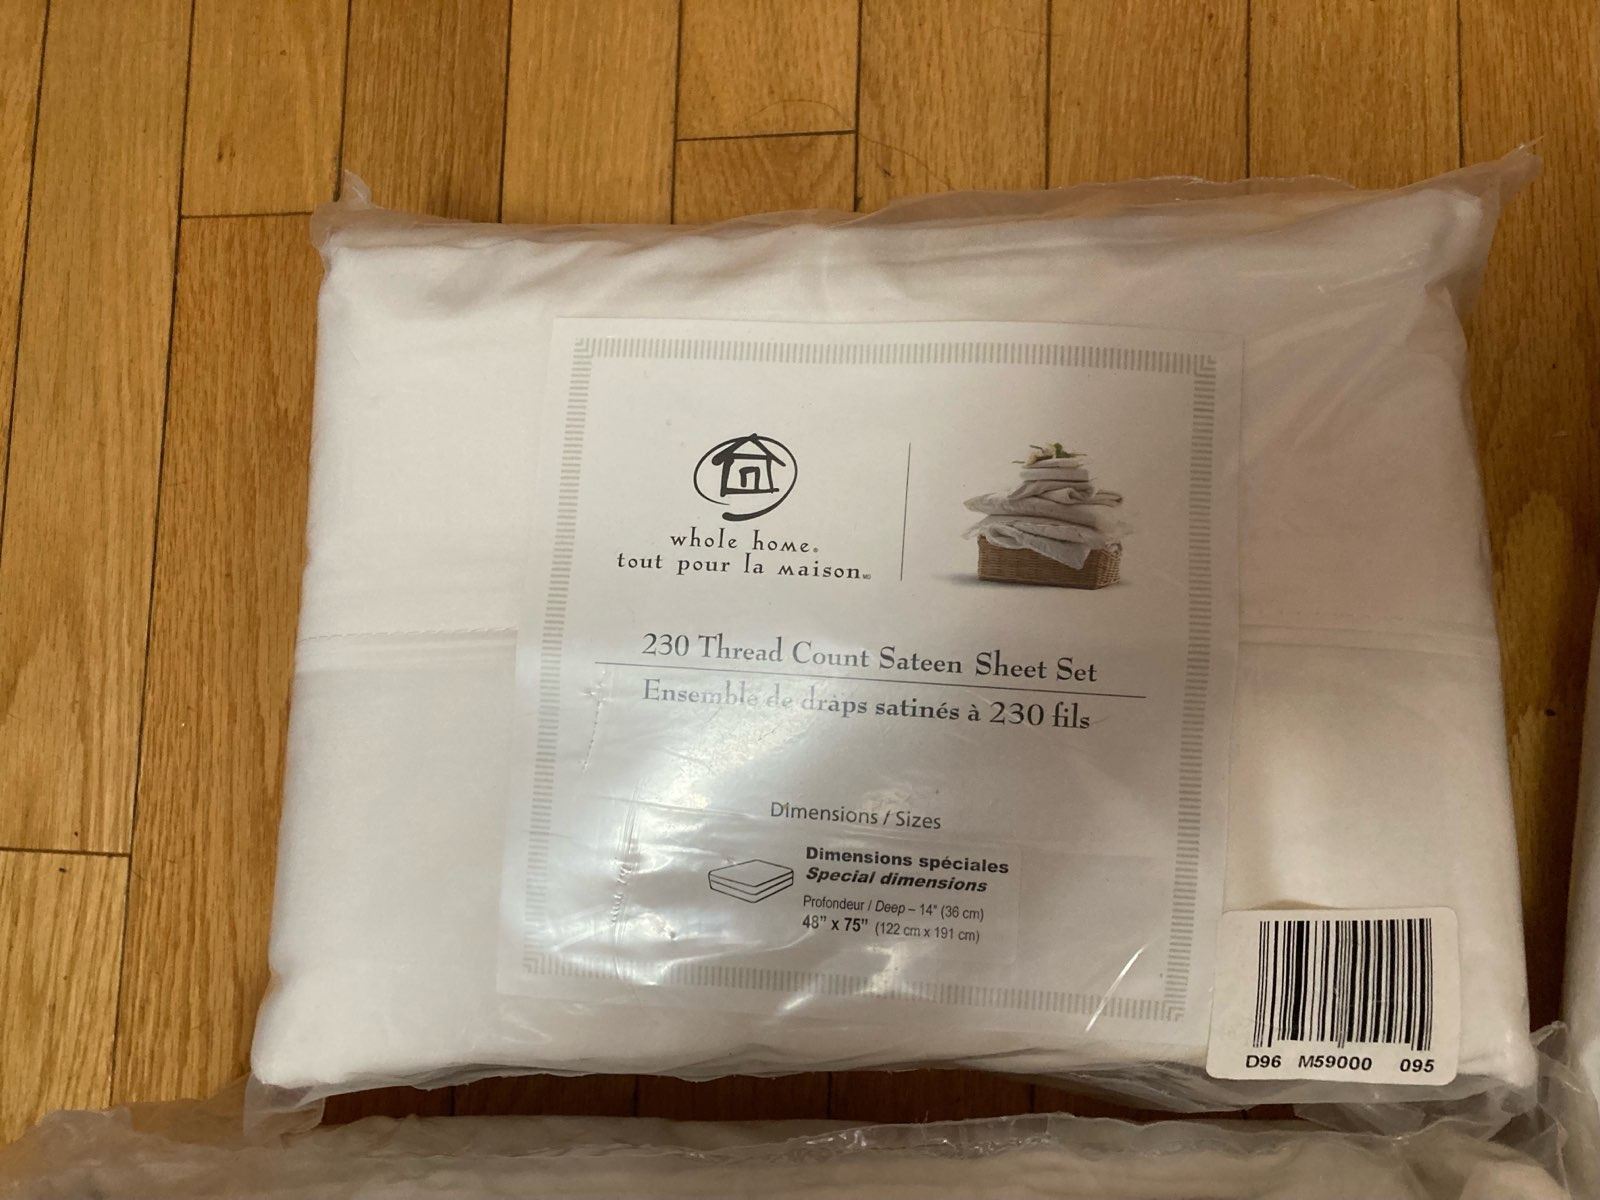 whole home®
tout pour la maison MD
230 Thread Count Sateen Sheet Set
Ensemble de draps satinés à 230 fils
Dimensions / Sizes
Dimensions spéciales
Special dimensions
Profondeur / Deep – 14" (36 cm)
48" x 75" (122 cm x 191 cm)
D96 M59000 095